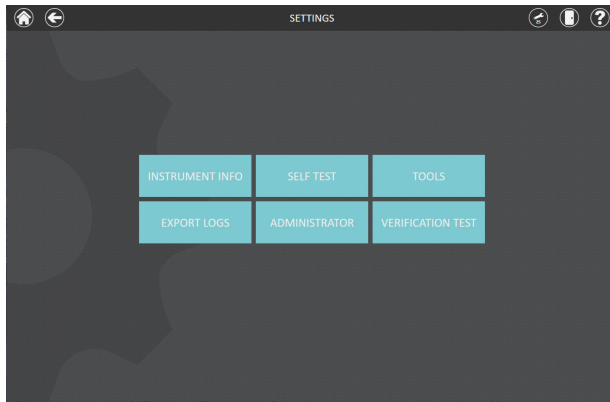 SETTINGS
?
INSTRUMENT INFO
SELF TEST
TOOLS
EXPORT LOGS
ADMINISTRATOR
VERIFICATION TEST